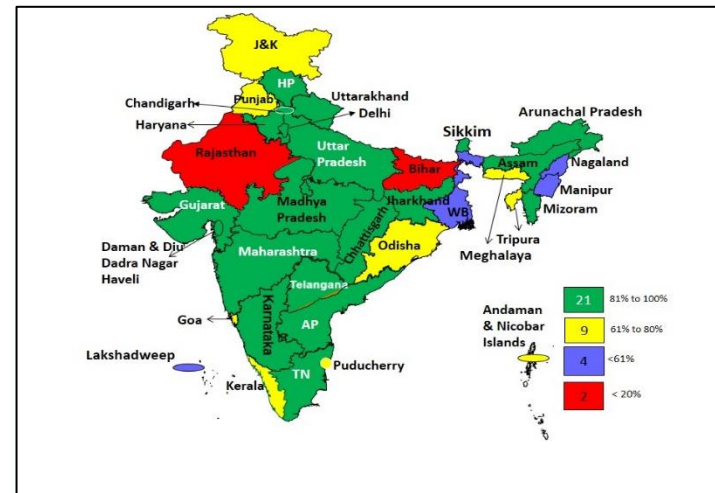 J&K
HP
Punjab
Chandigarh
Uttarakhand
Haryana
Delhi
Arunachal Pradesh
Sikkim
Rajasthan
Uttar
Pradesh
Bihar
Assam
Nagaland
Manipur
Mizoram
Gujarat
Madhya
Pradesh
Jharkhand
WB
Tripura
Meghalaya
Chhattisgarh
Odisha
Daman & Diu
Dadra Nagar
Haveli
Maharashtra
Telangana
Goa
Karnataka
AP
Andaman
& Nicobar
Islands
Lakshadweep
Kerala
TN
Puducherry
21 81% to 100%
9 61% to 80%
4 <61%
2 < 20%